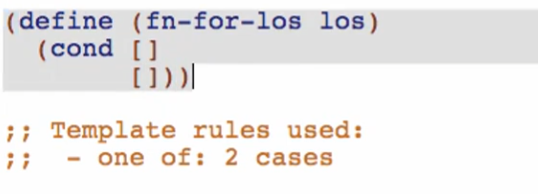 (define (fn-for-los los)
  (cond []
        []))
;; Template rules used:
;;  - one of: 2 cases